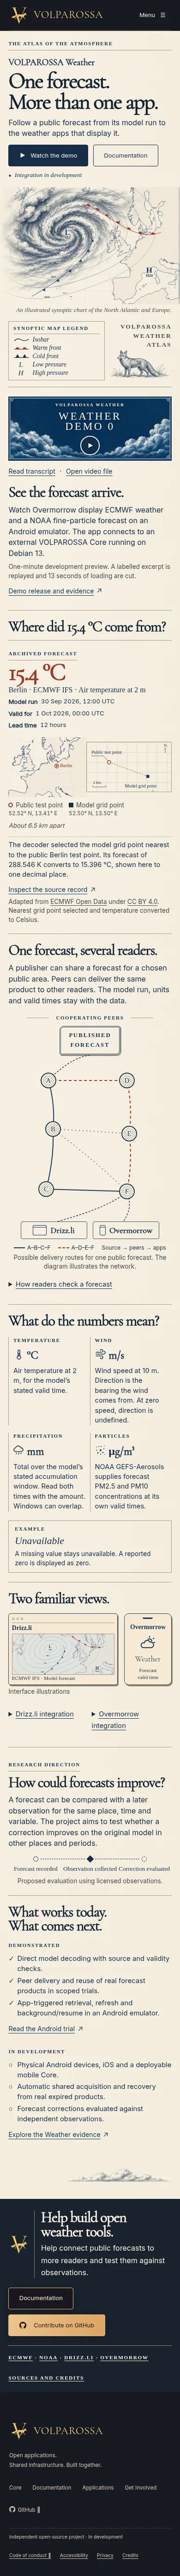 VOLPAROSSA
Menu
THE ATLAS OF THE ATMOSPHERE
VOLPAROSSA Weather
One forecast.
More than one app.
Follow a public forecast from its model run to
the weather apps that display it.
Watch the demo
Documentation
Integration in development
L
H
An illustrated synoptic chart of the North Atlantic and Europe.
SYNOPTIC MAP LEGEND
Isobar
Warm front
Cold front
L Low pressure
H High pressure
VOLPAROSSA
WEATHER
ATLAS
VOLPAROSSA WEATHER
WEATHER
DEMO 0
Read transcript · Open video file
See the forecast arrive.
Watch Overmorrow display ECMWF weather
and a NOAA fine-particle forecast on an
Android emulator. The app connects to an
external VOLPAROSSA Core running on
Debian 13.
One-minute development preview. A labelled excerpt is
replayed and 13 seconds of loading are cut.
Demo release and evidence ↗
Where did 15.4 °C come from?
ARCHIVED FORECAST
15.4 °C
Berlin · ECMWF IFS · Air temperature at 2 m
Model run 30 Sep 2026, 12:00 UTC
Valid for 1 Oct 2026, 00:00 UTC
Lead time 12 hours
Berlin
Public test point
Model grid point
Public test point
52.52° N, 13.41° E
Model grid point
52.50° N, 13.50° E
About 6.5 km apart
The decoder selected the model grid point nearest
to the public Berlin test point. Its forecast of
288.546 K converts to 15.396 °C, shown here to
one decimal place.
Inspect the source record ↗
Adapted from ECMWF Open Data under CC BY 4.0.
Nearest grid point selected and temperature converted
to Celsius.
One forecast, several readers.
A publisher can share a forecast for a chosen
public area. Peers can deliver the same
product to other readers. The model run, units
and valid times stay with the data.
COOPERATING PEERS
PUBLISHED
FORECAST
A
D
B
E
C
F
Drizz.li
Overmorrow
A–B–C–F
A–D–E–F
Source → peers → apps
Possible delivery routes for one public forecast. The
diagram illustrates the network.
How readers check a forecast
What do the numbers mean?
TEMPERATURE
°C
Air temperature at 2
m, for the model's
stated valid time.
WIND
m/s
Wind speed at 10 m.
Direction is the
bearing the wind
comes from. At zero
speed, direction is
undefined.
PRECIPITATION
mm
Total over the model's
stated accumulation
window. Read both
times with the amount.
Windows can overlap.
PARTICLES
µg/m³
NOAA GEFS-Aerosols
supplies forecast
PM2.5 and PM10
concentrations at its
own valid times.
EXAMPLE
Unavailable
A missing value stays unavailable. A reported
zero is displayed as zero.
Two familiar views.
Drizz.li
L
H
ECMWF IFS · Model forecast
Overmorrow
Weather
Forecast
valid time
Interface illustrations
Drizz.li integration
Overmorrow
integration
RESEARCH DIRECTION
How could forecasts improve?
A forecast can be compared with a later
observation for the same place, time and
variable. The project aims to test whether a
correction improves on the original model in
other places and periods.
Forecast recorded
Observation collected
Correction evaluated
Proposed evaluation using licensed observations.
What works today.
What comes next.
DEMONSTRATED
✓ Direct model decoding with source and validity
checks.
✓ Peer delivery and reuse of real forecast
products in scoped trials.
✓ App-triggered retrieval, refresh and
background/resume in an Android emulator.
Read the Android trial ↗
IN DEVELOPMENT
Physical Android devices, iOS and a deployable
mobile Core.
Automatic shared acquisition and recovery
from real expired products.
Forecast corrections evaluated against
independent observations.
Explore the Weather evidence ↗
Help build open
weather tools.
Help connect public forecasts to
more readers and test them against
observations.
Documentation
Contribute on GitHub
ECMWF · NOAA · DRIZZ.LI · OVERMORROW
SOURCES AND CREDITS
VOLPAROSSA
Open applications.
Shared infrastructure. Built together.
Core
Documentation
Applications
Get involved
GitHub
Independent open-source project · In development
Code of conduct
Accessibility
Privacy
Credits